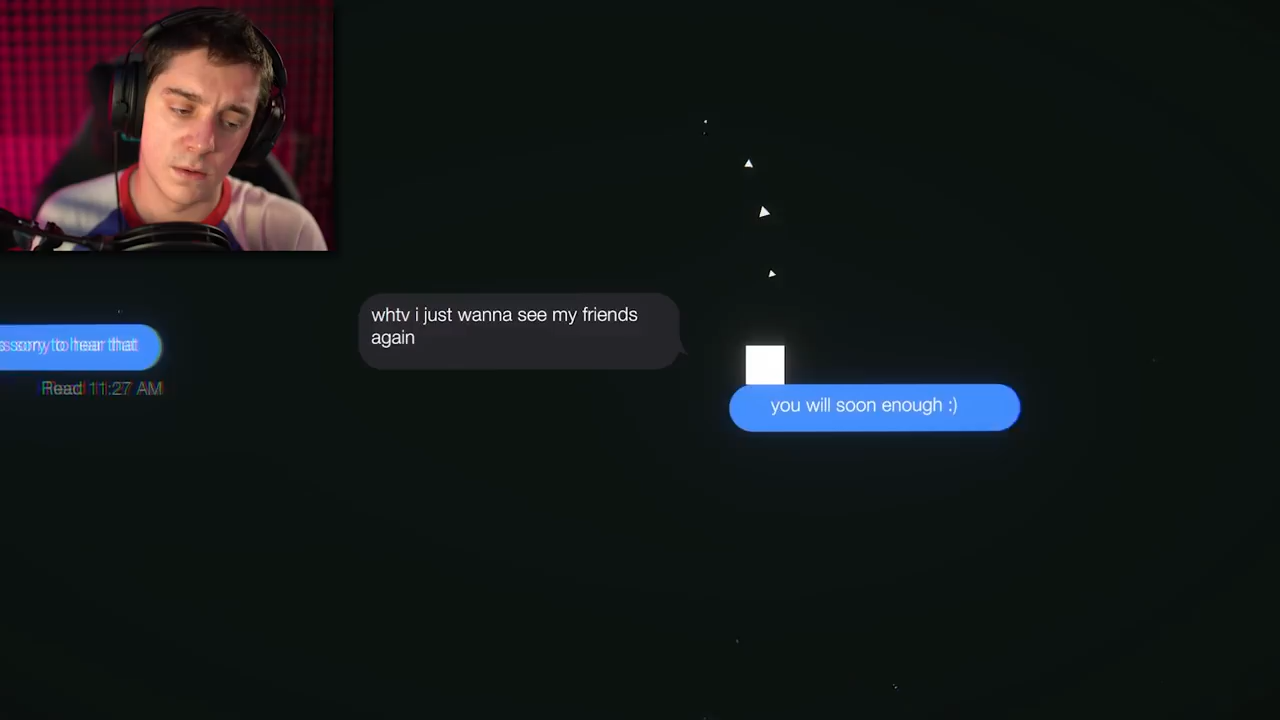 sorry to hear that
Read 11:27 AM
whtv i just wanna see my friends
again
you will soon enough :)